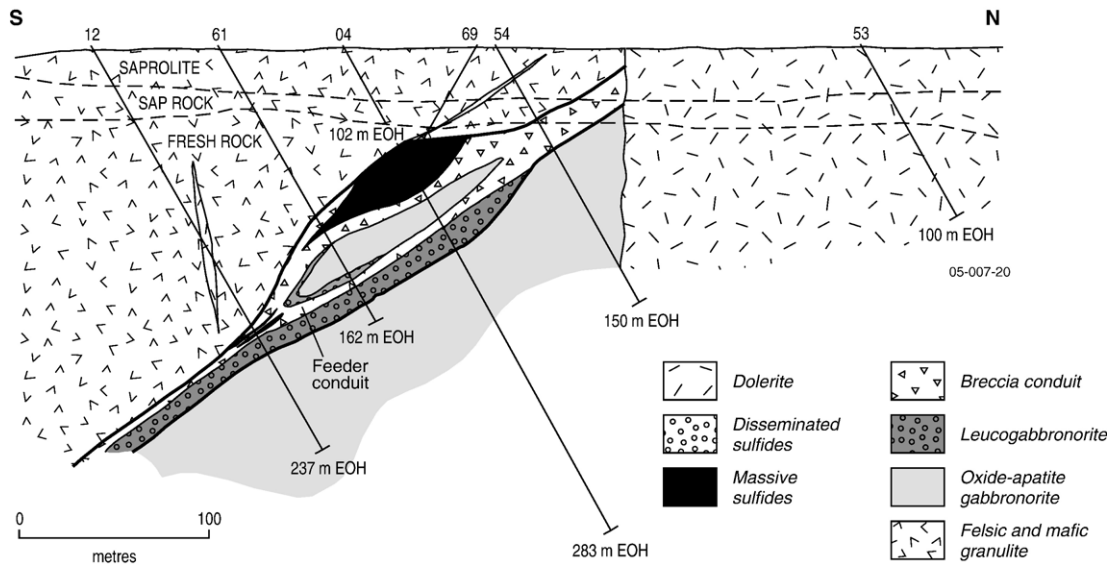 S
N
12
61
04
69
54
53
SAPROLITE
SAP ROCK
102 m EOH
FRESH ROCK
100 m EOH
05-007-20
150 m EOH
162 m EOH
Feeder
conduit
237 m EOH
283 m EOH
0
100
metres
Dolerite
Disseminated
sulfides
Massive
sulfides
Breccia conduit
Leucogabbronorite
Oxide-apatite
gabbronorite
Felsic and mafic
granulite